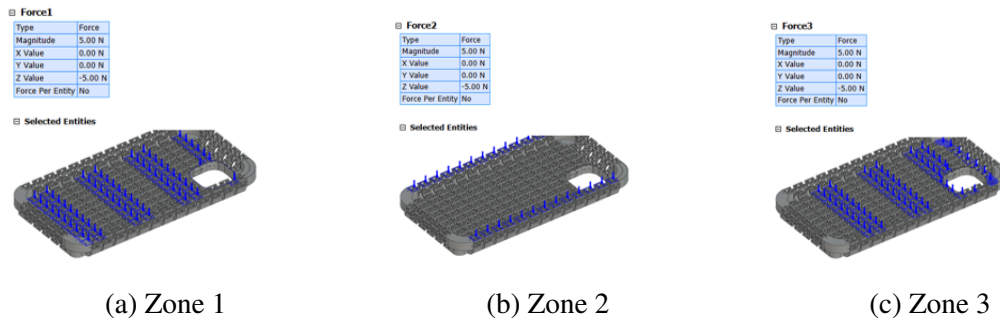 Force1
Type Force
Magnitude 5.00 N
X Value 0.00 N
Y Value 0.00 N
Z Value -5.00 N
Force Per Entity No
Selected Entities
(a) Zone 1
Force2
Type Force
Magnitude 5.00 N
X Value 0.00 N
Y Value 0.00 N
Z Value -5.00 N
Force Per Entity No
Selected Entities
(b) Zone 2
Force3
Type Force
Magnitude 5.00 N
X Value 0.00 N
Y Value 0.00 N
Z Value -5.00 N
Force Per Entity No
Selected Entities
(c) Zone 3